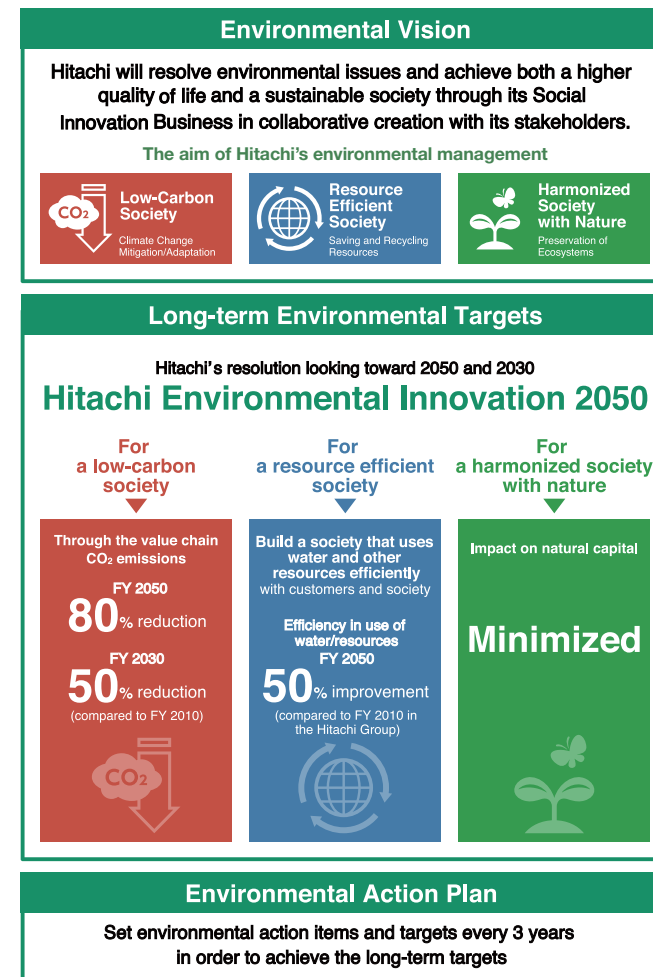 Environmental Vision
Hitachi will resolve environmental issues and achieve both a higher
quality of life and a sustainable society through its Social
Innovation Business in collaborative creation with its stakeholders.
The aim of Hitachi's environmental management
CO2
Low-Carbon
Society
Climate Change
Mitigation/Adaptation
Resource
Efficient
Society
Saving and Recycling
Resources
Harmonized
Society
with Nature
Preservation of
Ecosystems
Long-term Environmental Targets
Hitachi's resolution looking toward 2050 and 2030
Hitachi Environmental Innovation 2050
For
a low-carbon
society
Through the value chain
CO2 emissions
FY 2050
80% reduction
FY 2030
50% reduction
(compared to FY 2010)
CO2
For
a resource efficient
society
Build a society that uses
water and other
resources efficiently
with customers and society
Efficiency in use of
water/resources
FY 2050
50% improvement
(compared to FY 2010 in
the Hitachi Group)
For
a harmonized society
with nature
Impact on natural capital
Minimized
Environmental Action Plan
Set environmental action items and targets every 3 years
in order to achieve the long-term targets